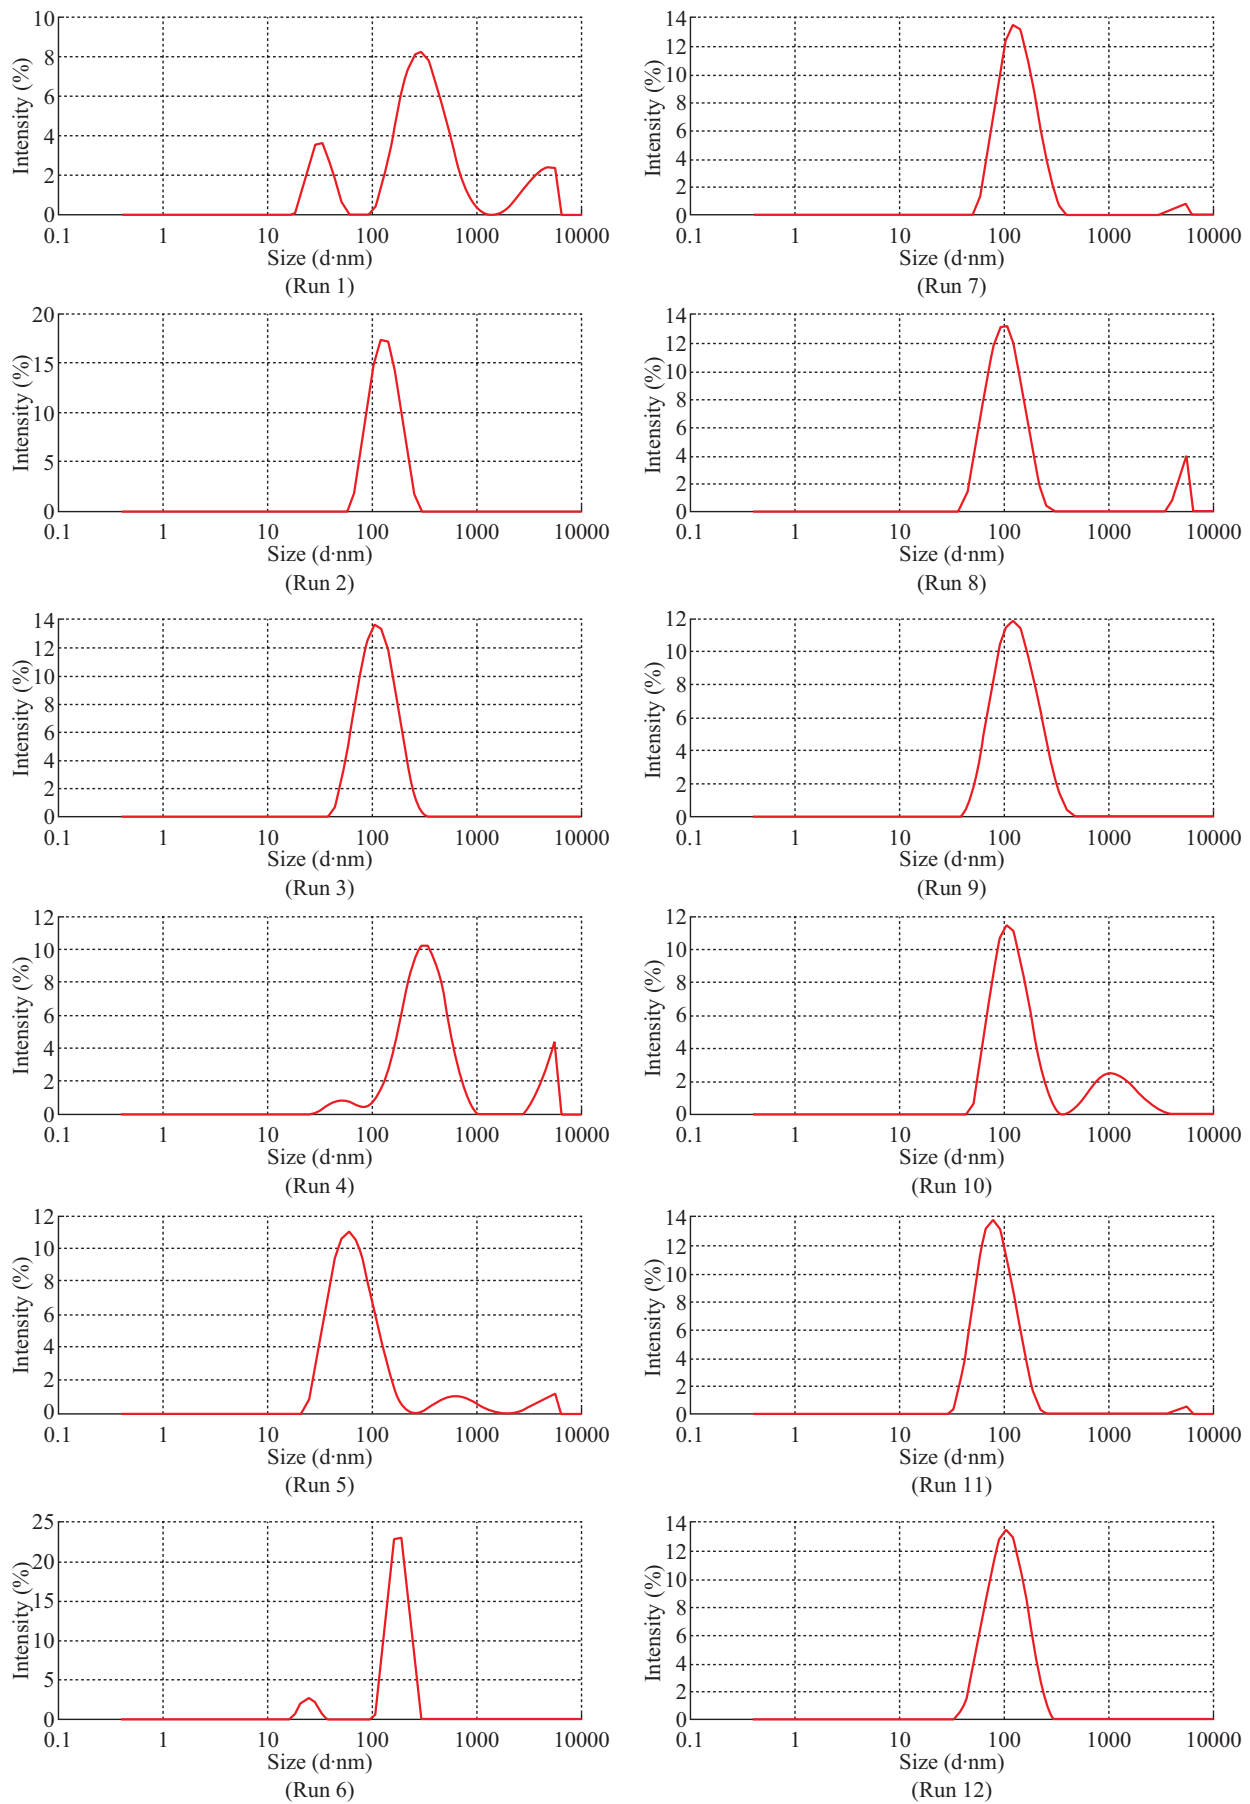 10
8
6
4
2
0
Intensity (%)
0.1 1 10 100 1000 10000
Size (d·nm)
(Run 1)
20
15
10
5
0
Intensity (%)
0.1 1 10 100 1000 10000
Size (d·nm)
(Run 2)
14
12
10
8
6
4
2
0
Intensity (%)
0.1 1 10 100 1000 10000
Size (d·nm)
(Run 3)
12
10
8
6
4
2
0
Intensity (%)
0.1 1 10 100 1000 10000
Size (d·nm)
(Run 4)
12
10
8
6
4
2
0
Intensity (%)
0.1 1 10 100 1000 10000
Size (d·nm)
(Run 5)
25
20
15
10
5
0
Intensity (%)
0.1 1 10 100 1000 10000
Size (d·nm)
(Run 6)
14
12
10
8
6
4
2
0
Intensity (%)
0.1 1 10 100 1000 10000
Size (d·nm)
(Run 7)
14
12
10
8
6
4
2
0
Intensity (%)
0.1 1 10 100 1000 10000
Size (d·nm)
(Run 8)
12
10
8
6
4
2
0
Intensity (%)
0.1 1 10 100 1000 10000
Size (d·nm)
(Run 9)
12
10
8
6
4
2
0
Intensity (%)
0.1 1 10 100 1000 10000
Size (d·nm)
(Run 10)
14
12
10
8
6
4
2
0
Intensity (%)
0.1 1 10 100 1000 10000
Size (d·nm)
(Run 11)
14
12
10
8
6
4
2
0
Intensity (%)
0.1 1 10 100 1000 10000
Size (d·nm)
(Run 12)